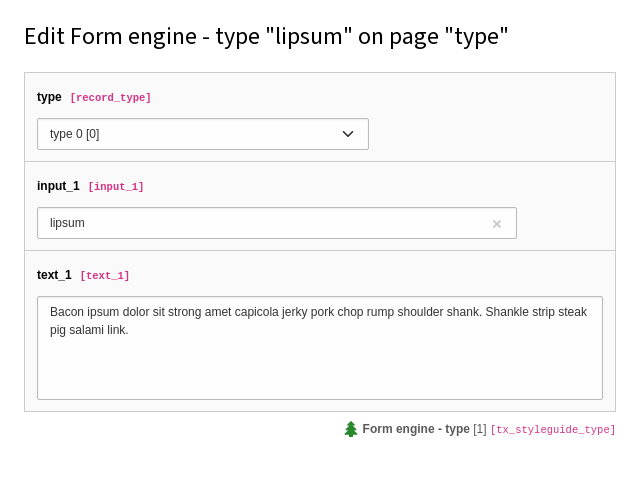 Edit Form engine - type "lipsum" on page "type"
type [record_type]
type 0 [0]
input_1 [input_1]
lipsum
text_1 [text_1]
Bacon ipsum dolor sit strong amet capicola jerky pork chop rump shoulder shank. Shankle strip steak
pig salami link.
Form engine - type [1] [tx_styleguide_type]